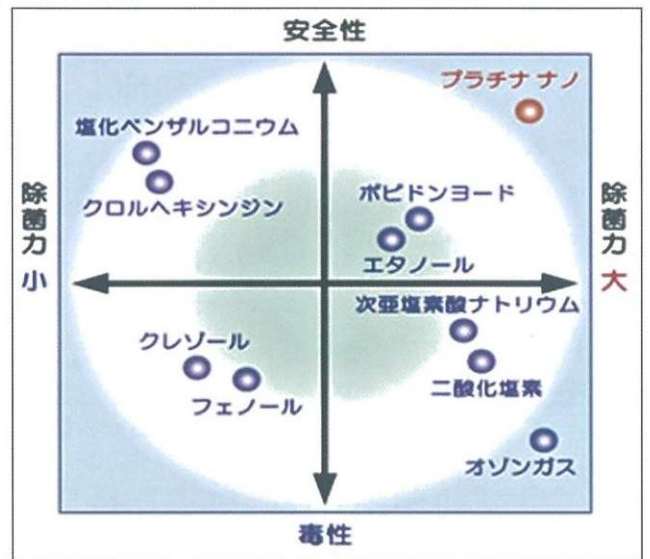 安全性
プラチナ ナノ
塩化ベンザルコニウム
クロルヘキシンジン
ポピドンヨード
エタノール
除菌力 小
除菌力 大
次亜塩素酸ナトリウム
クレゾール
フェノール
二酸化塩素
オゾンガス
毒性